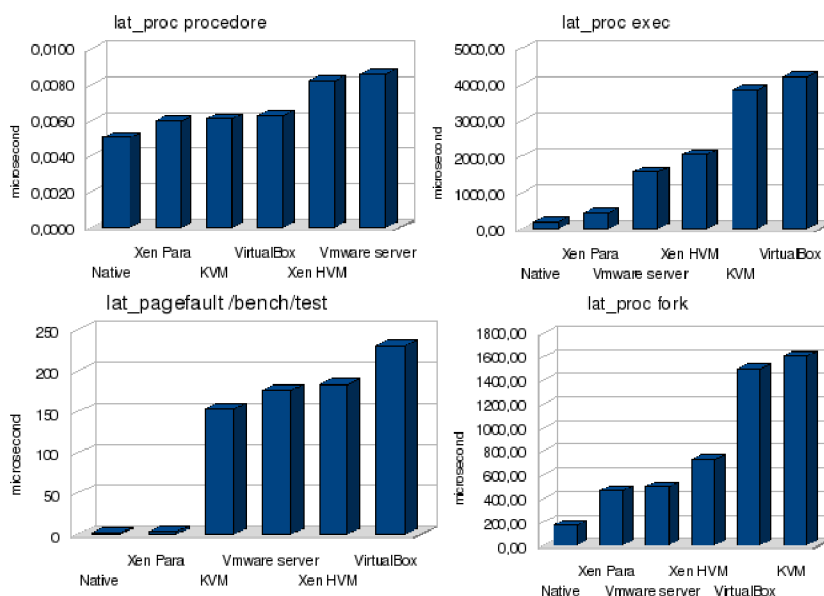 lat_proc procedore
0,0100
0,0080
0,0060
0,0040
0,0020
0,0000
microsecond
Xen Para VirtualBox Vmware server
Native KVM Xen HVM
lat_proc exec
5000,00
4000,00
3000,00
2000,00
1000,00
0,00
microsecond
Xen Para Xen HVM VirtualBox
Native Vmware server KVM
lat_pagefault /bench/test
250
200
150
100
50
0
microsecond
Xen Para Vmware server VirtualBox
Native KVM Xen HVM
lat_proc fork
1800,00
1600,00
1400,00
1200,00
1000,00
800,00
600,00
400,00
200,00
0,00
microsecond
Xen Para Xen HVM KVM
Native Vmware server VirtualBox